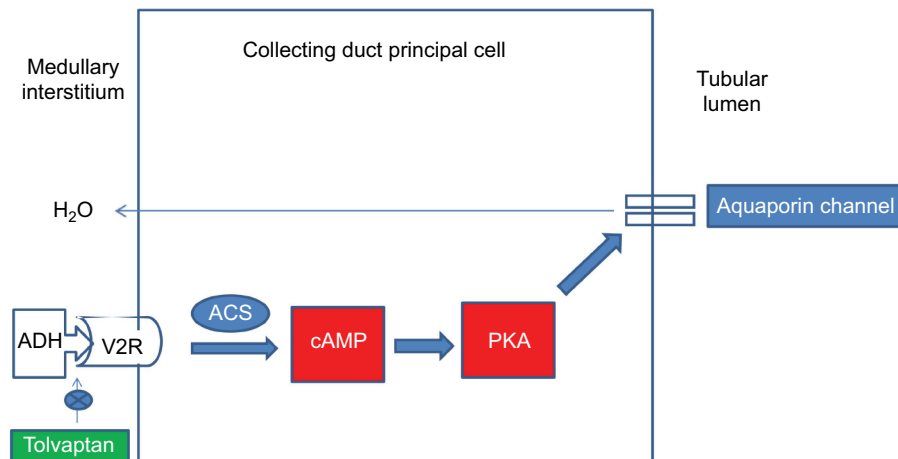 Collecting duct principal cell
Medullary
interstitium
Tubular
lumen
H₂O
Aquaporin channel
ACS
ADH
V2R
cAMP
PKA
Tolvaptan